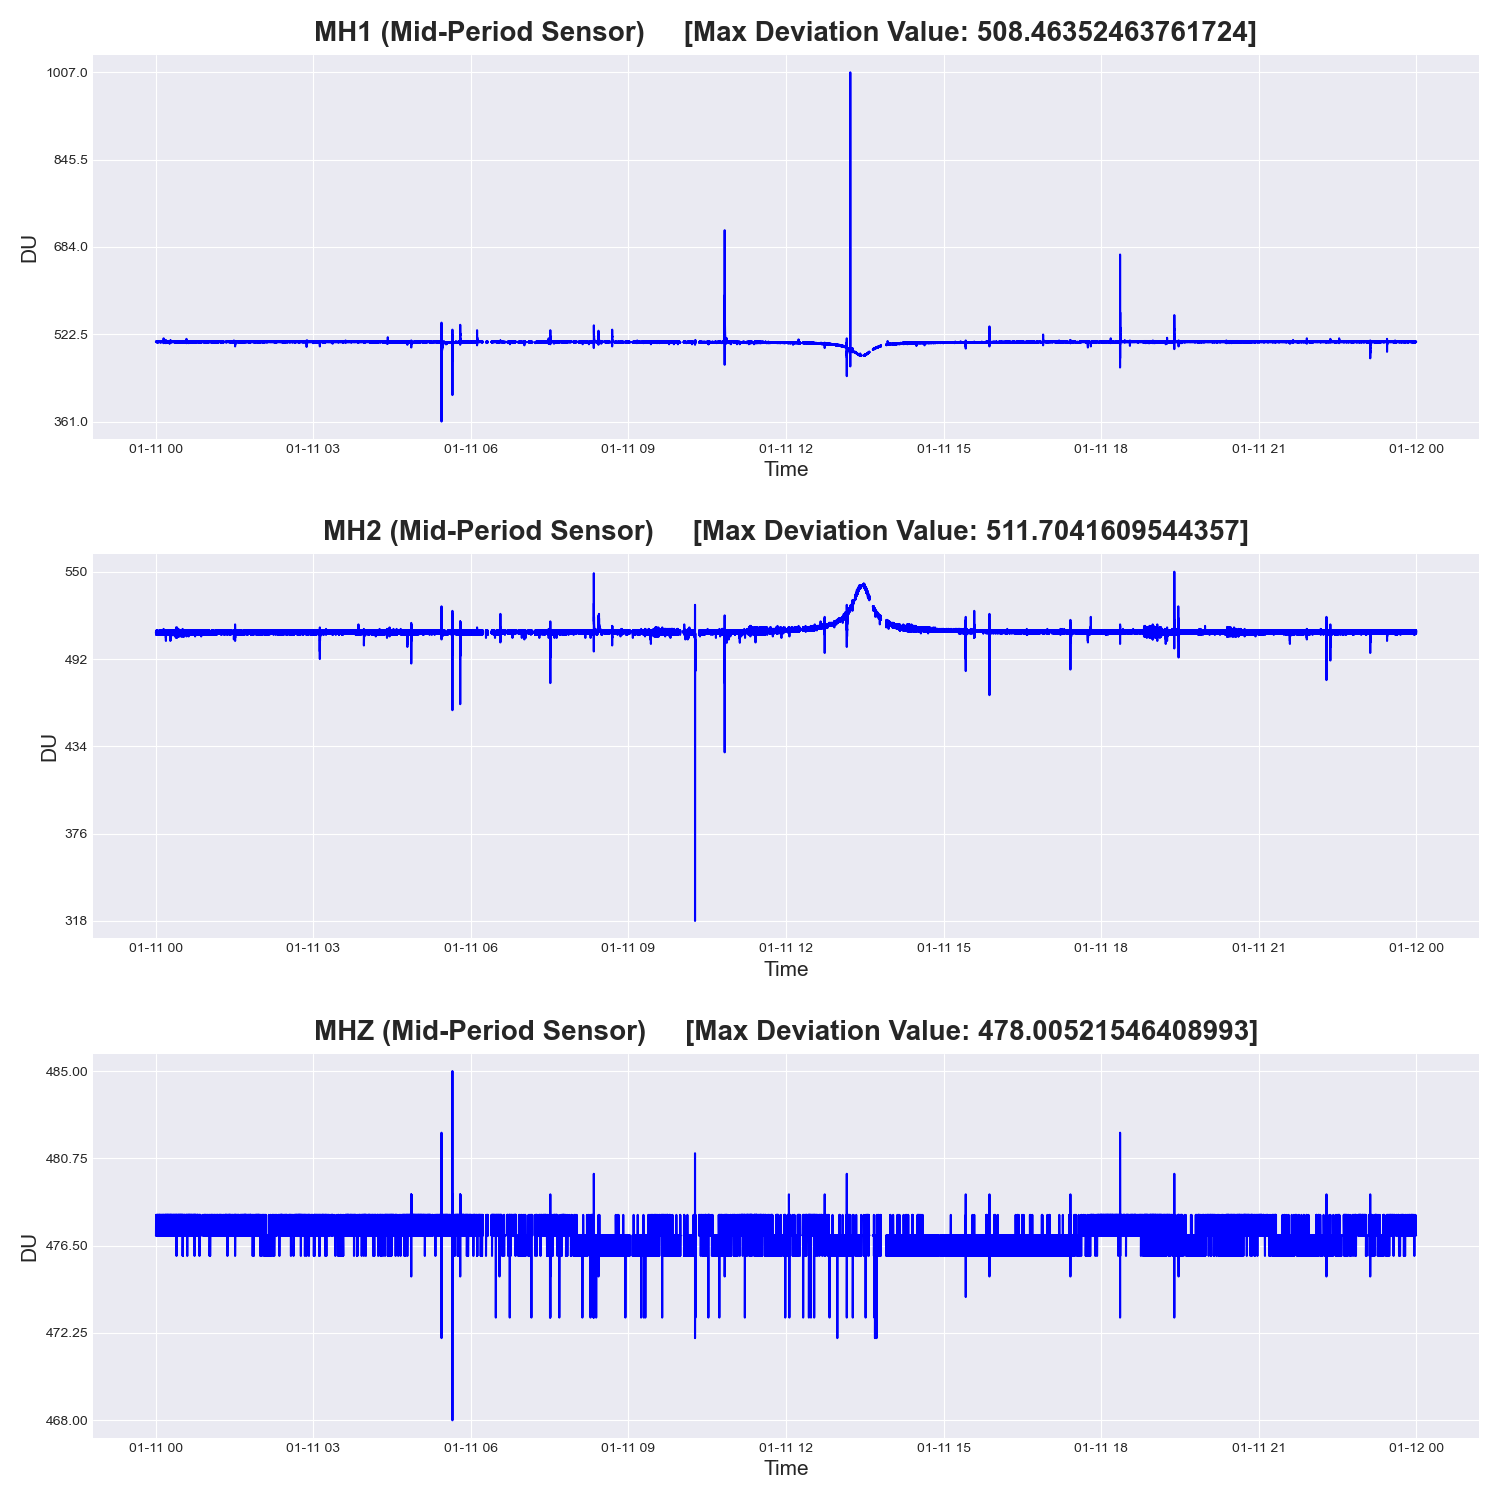 MH1 (Mid-Period Sensor) [Max Deviation Value: 508.46352463761724]
1007.0
845.5
684.0
522.5
361.0
DU
01-11 00 01-11 03 01-11 06 01-11 09 01-11 12 01-11 15 01-11 18 01-11 21 01-12 00
Time
MH2 (Mid-Period Sensor) [Max Deviation Value: 511.7041609544357]
550
492
434
376
318
DU
01-11 00 01-11 03 01-11 06 01-11 09 01-11 12 01-11 15 01-11 18 01-11 21 01-12 00
Time
MHZ (Mid-Period Sensor) [Max Deviation Value: 478.00521546408993]
485.00
480.75
476.50
472.25
468.00
DU
01-11 00 01-11 03 01-11 06 01-11 09 01-11 12 01-11 15 01-11 18 01-11 21 01-12 00
Time